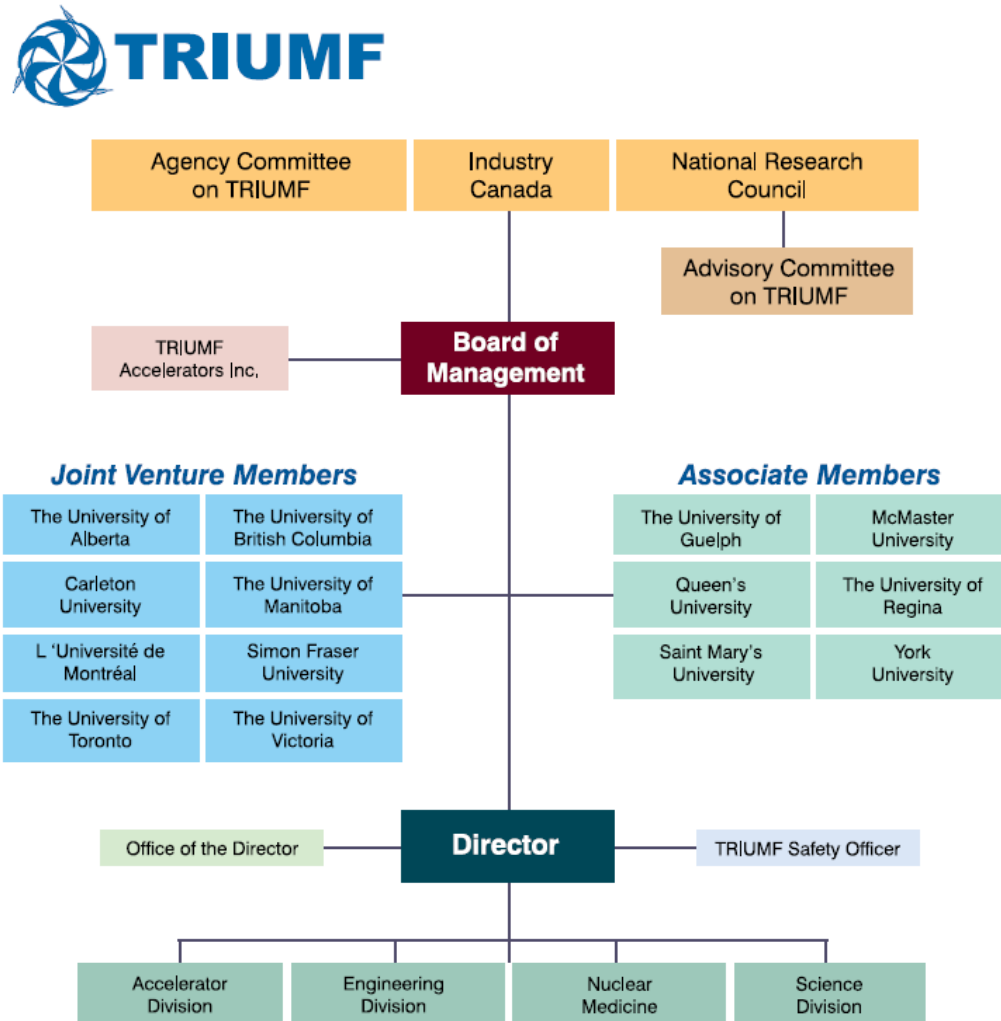 TRIUMF
Agency Committee
on TRIUMF
Industry
Canada
National Research
Council
Advisory Committee
on TRIUMF
TRIUMF
Accelerators Inc.
Board of
Management
Joint Venture Members
The University of
Alberta
The University of
British Columbia
Carleton
University
The University of
Manitoba
L ‘Université de
Montréal
Simon Fraser
University
The University of
Toronto
The University of
Victoria
Associate Members
The University of
Guelph
McMaster
University
Queen’s
University
The University of
Regina
Saint Mary’s
University
York
University
Office of the Director
Director
TRIUMF Safety Officer
Accelerator
Division
Engineering
Division
Nuclear
Medicine
Science
Division